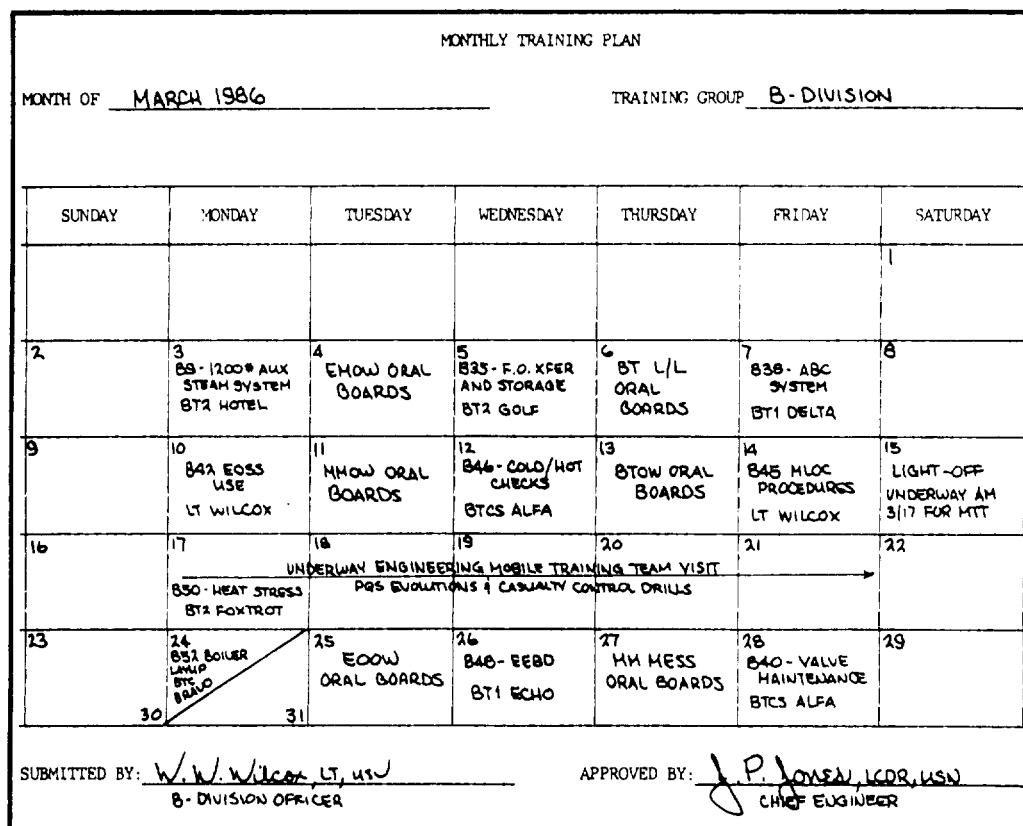 MONTHLY TRAINING PLAN
MONTH OF MARCH 1986
TRAINING GROUP B-DIVISION
SUNDAY MONDAY TUESDAY WEDNESDAY THURSDAY FRIDAY SATURDAY
1
2
3
B9-1200# AUX
STEAM SYSTEM
BT2 HOTEL
4
EMOW ORAL
BOARDS
5
B35-F.O. XFER
AND STORAGE
BT2 GOLF
6
BT L/L
ORAL
BOARDS
7
B38- ABC
SYSTEM
BT1 DELTA
8
9
10
B42 EOSS
USE
LT WILCOX
11
MMOW ORAL
BOARDS
12
B46-COLD/HOT
CHECKS
BTCS ALFA
13
BTOW ORAL
BOARDS
14
B45 MLOC
PROCEDURES
LT WILCOX
15
LIGHT-OFF
UNDERWAY AM
3/17 FOR MTT
16
17
18
19
20
21
22
UNDERWAY ENGINEERING MOBILE TRAINING TEAM VISIT
PQS EVOLUTIONS & CASUALTY CONTROL DRILLS
B50-HEAT STRESS
BT2 FOXTROT
23
24
B52 BOILER
LAYUP
BTC
BRAVO
30
31
25
EOOW
ORAL BOARDS
26
B48-EEBD
BT1 ECHO
27
MM MESS
ORAL BOARDS
28
B40-VALVE
MAINTENANCE
BTCS ALFA
29
SUBMITTED BY: W. W. Wilcox, LT, USN
B-DIVISION OFFICER
APPROVED BY: J. P. Jones, LCDR, USN
CHIEF ENGINEER